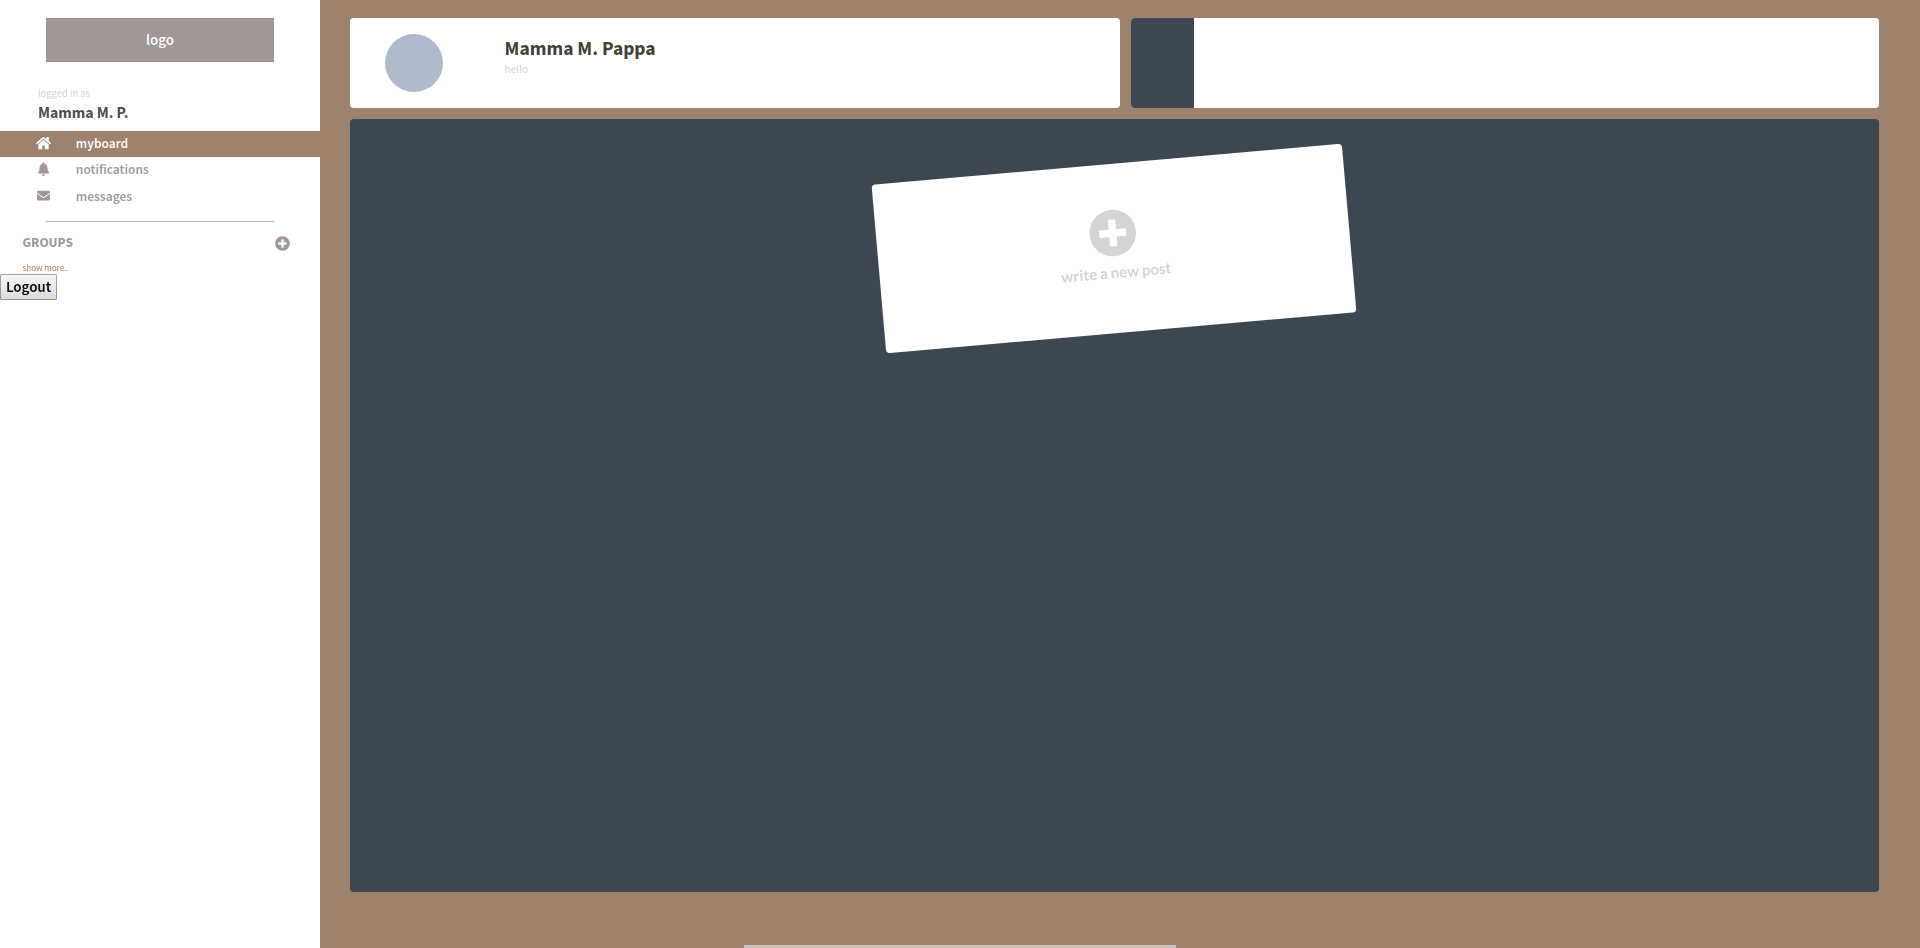 logo
logged in as
Mamma M. P.
myboard
notifications
messages
GROUPS
show more..
Logout
Mamma M. Pappa
hello
write a new post